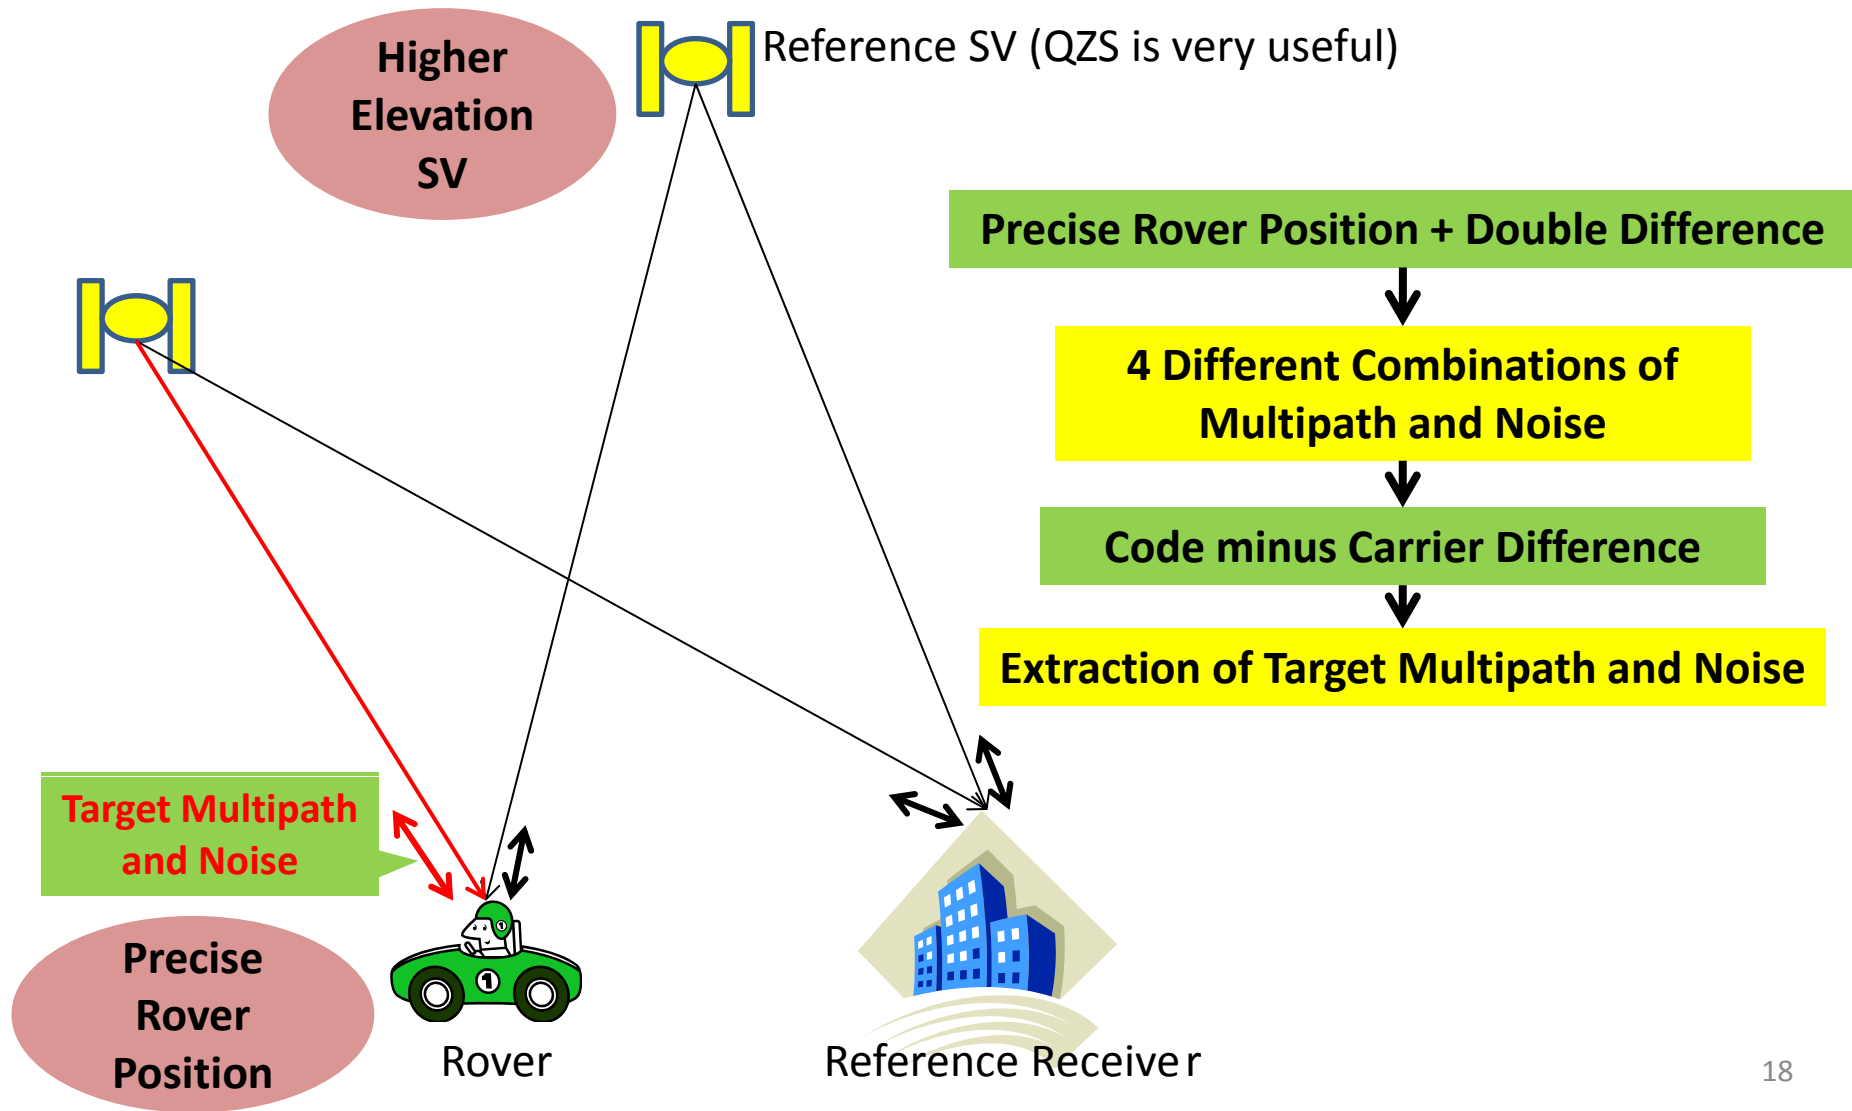 Higher
Elevation
SV
Reference SV (QZS is very useful)
Precise Rover Position + Double Difference
4 Different Combinations of
Multipath and Noise
Code minus Carrier Difference
Extraction of Target Multipath and Noise
Target Multipath
and Noise
1
1
Precise
Rover
Position
Rover
Reference Receiver
18